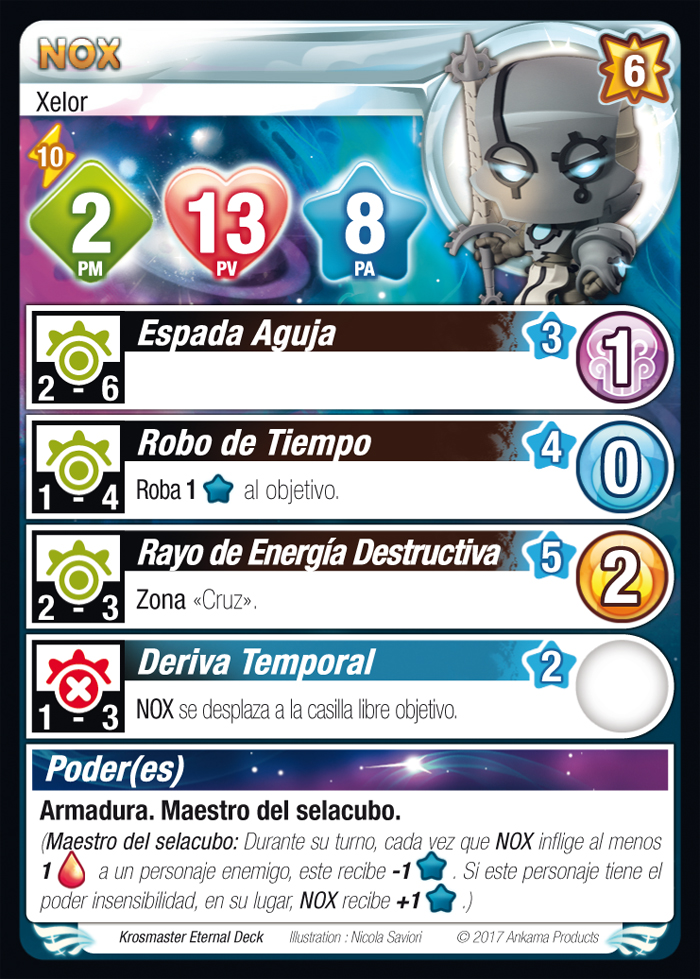 NOX
6
Xelor
10
2
PM
13
PV
8
PA
Espada Aguja
3
1
2 - 6
Robo de Tiempo
4
0
Roba 1 al objetivo.
1 - 4
Rayo de Energía Destructiva
5
2
Zona «Cruz».
2 - 3
Deriva Temporal
2
NOX se desplaza a la casilla libre objetivo.
1 - 3
Poder(es)
Armadura. Maestro del selacubo.
(Maestro del selacubo: Durante su turno, cada vez que NOX inflige al menos
1 a un personaje enemigo, este recibe -1 . Si este personaje tiene el
poder insensibilidad, en su lugar, NOX recibe +1 .)
Krosmaster Eternal Deck Illustration : Nicola Saviori © 2017 Ankama Products